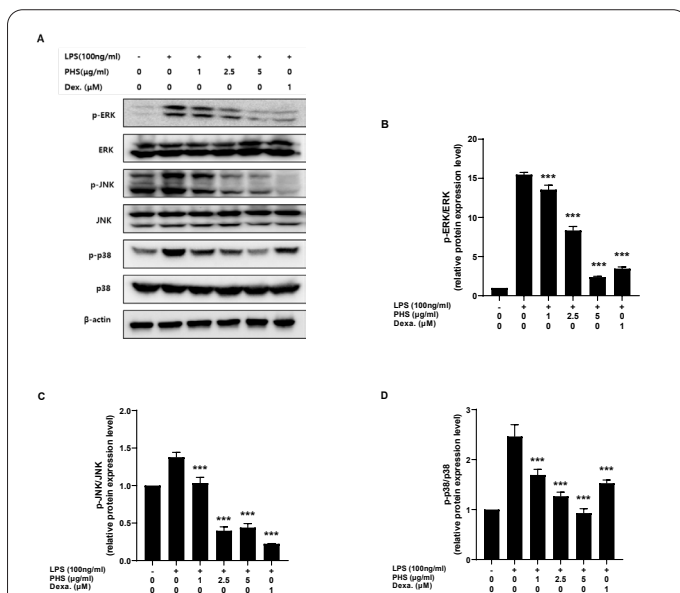 A
LPS(100ng/ml) - + + + + +
PHS(μg/ml) 0 0 1 2.5 5 0
Dex. (μM) 0 0 0 0 0 1
p-ERK
ERK
p-JNK
JNK
p-p38
p38
β-actin
B
p-ERK/ERK
(relative protein expression level)
20
15
10
5
0
*** *** *** ***
LPS (100ng/ml) - + + + + +
PHS (μg/ml) 0 0 1 2.5 5 0
Dexa. (μM) 0 0 0 0 0 1
C
p-JNK/JNK
(relative protein expression level)
2.0
1.5
1.0
0.5
0.0
*** *** *** ***
LPS (100ng/ml) - + + + + +
PHS (μg/ml) 0 0 1 2.5 5 0
Dexa. (μM) 0 0 0 0 0 1
D
p-p38/p38
(relative protein expression level)
4
3
2
1
0
*** *** *** ***
LPS (100ng/ml) - + + + + +
PHS (μg/ml) 0 0 1 2.5 5 0
Dexa. (μM) 0 0 0 0 0 1